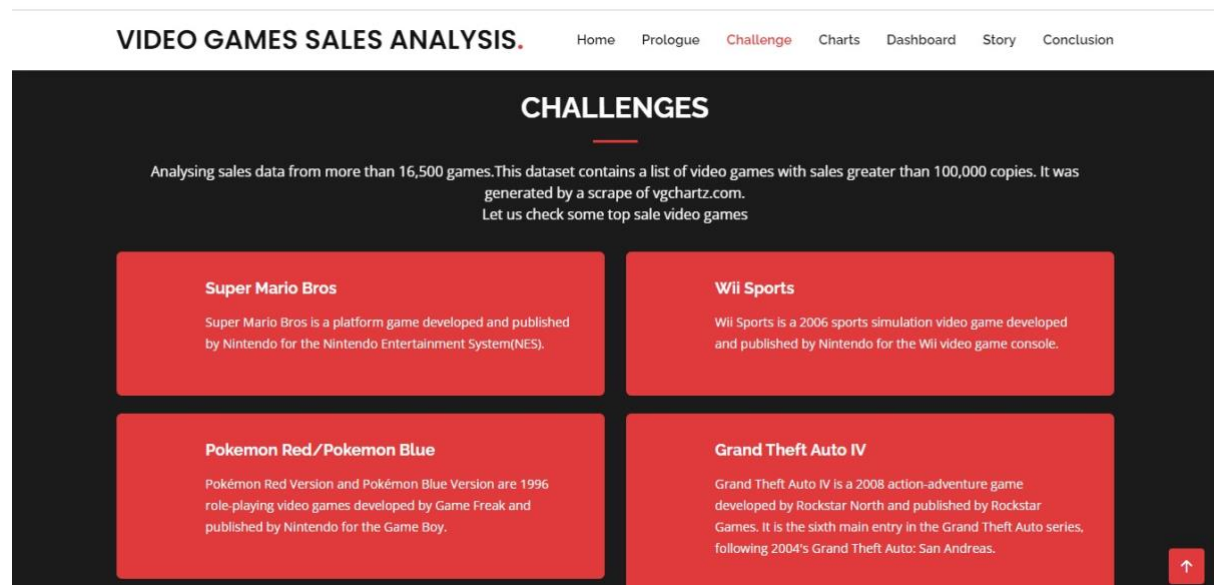 VIDEO GAMES SALES ANALYSIS.
Home Prologue Challenge Charts Dashboard Story Conclusion
CHALLENGES
Analysing sales data from more than 16,500 games.This dataset contains a list of video games with sales greater than 100,000 copies. It was
generated by a scrape of vgchartz.com.
Let us check some top sale video games
Super Mario Bros
Super Mario Bros is a platform game developed and published
by Nintendo for the Nintendo Entertainment System(NES).
Wii Sports
Wii Sports is a 2006 sports simulation video game developed
and published by Nintendo for the Wii video game console.
Pokemon Red/Pokemon Blue
Pokémon Red Version and Pokémon Blue Version are 1996
role-playing video games developed by Game Freak and
published by Nintendo for the Game Boy.
Grand Theft Auto IV
Grand Theft Auto IV is a 2008 action-adventure game
developed by Rockstar North and published by Rockstar
Games. It is the sixth main entry in the Grand Theft Auto series,
following 2004's Grand Theft Auto: San Andreas.